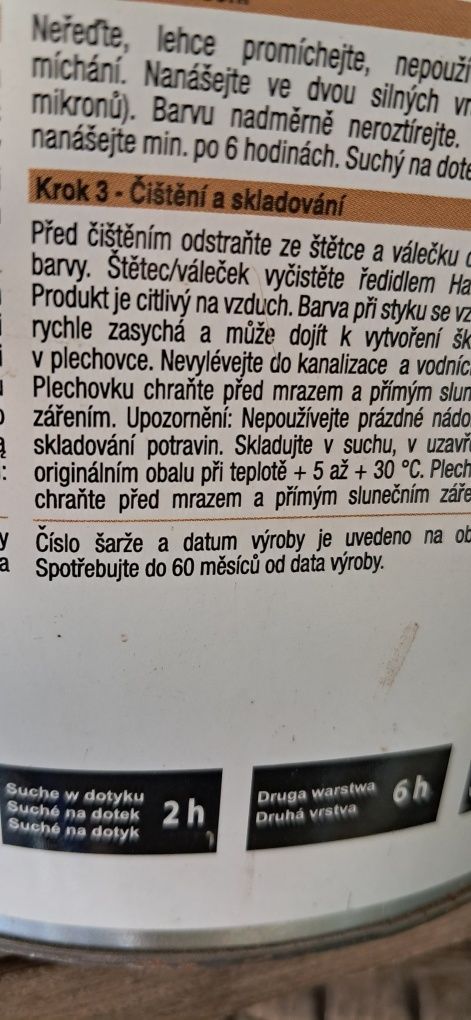 Neřeďte, lehce promíchejte,
míchání. Nanášejte ve dvou silných
mikronů). Barvu nadměrně neroztírejte.
nanášejte min. po 6 hodinách. Suchý na
Krok 3 - Čištění a skladování
Před čištěním odstraňte ze štětce a válečku
barvy. Štětec/váleček vyčistěte ředidlem
Produkt je citlivý na vzduch. Barva při styku se
rychle zasychá a může dojít k vytvoření
v plechovce. Nevylévejte do kanalizace a
Plechovku chraňte před mrazem a přímým
zářením. Upozornění: Nepoužívejte prázdné
skladování potravin. Skladujte v suchu, v
originálním obalu při teplotě + 5 až + 30 °C.
chraňte před mrazem a přímým slunečním
Číslo šarže a datum výroby je uvedeno na
Spotřebujte do 60 měsíců od data výroby.
Suche w dotyku
Suché na dotek
Suché na dotyk
2 h
Druga warstwa
Druhá vrstva
6 h